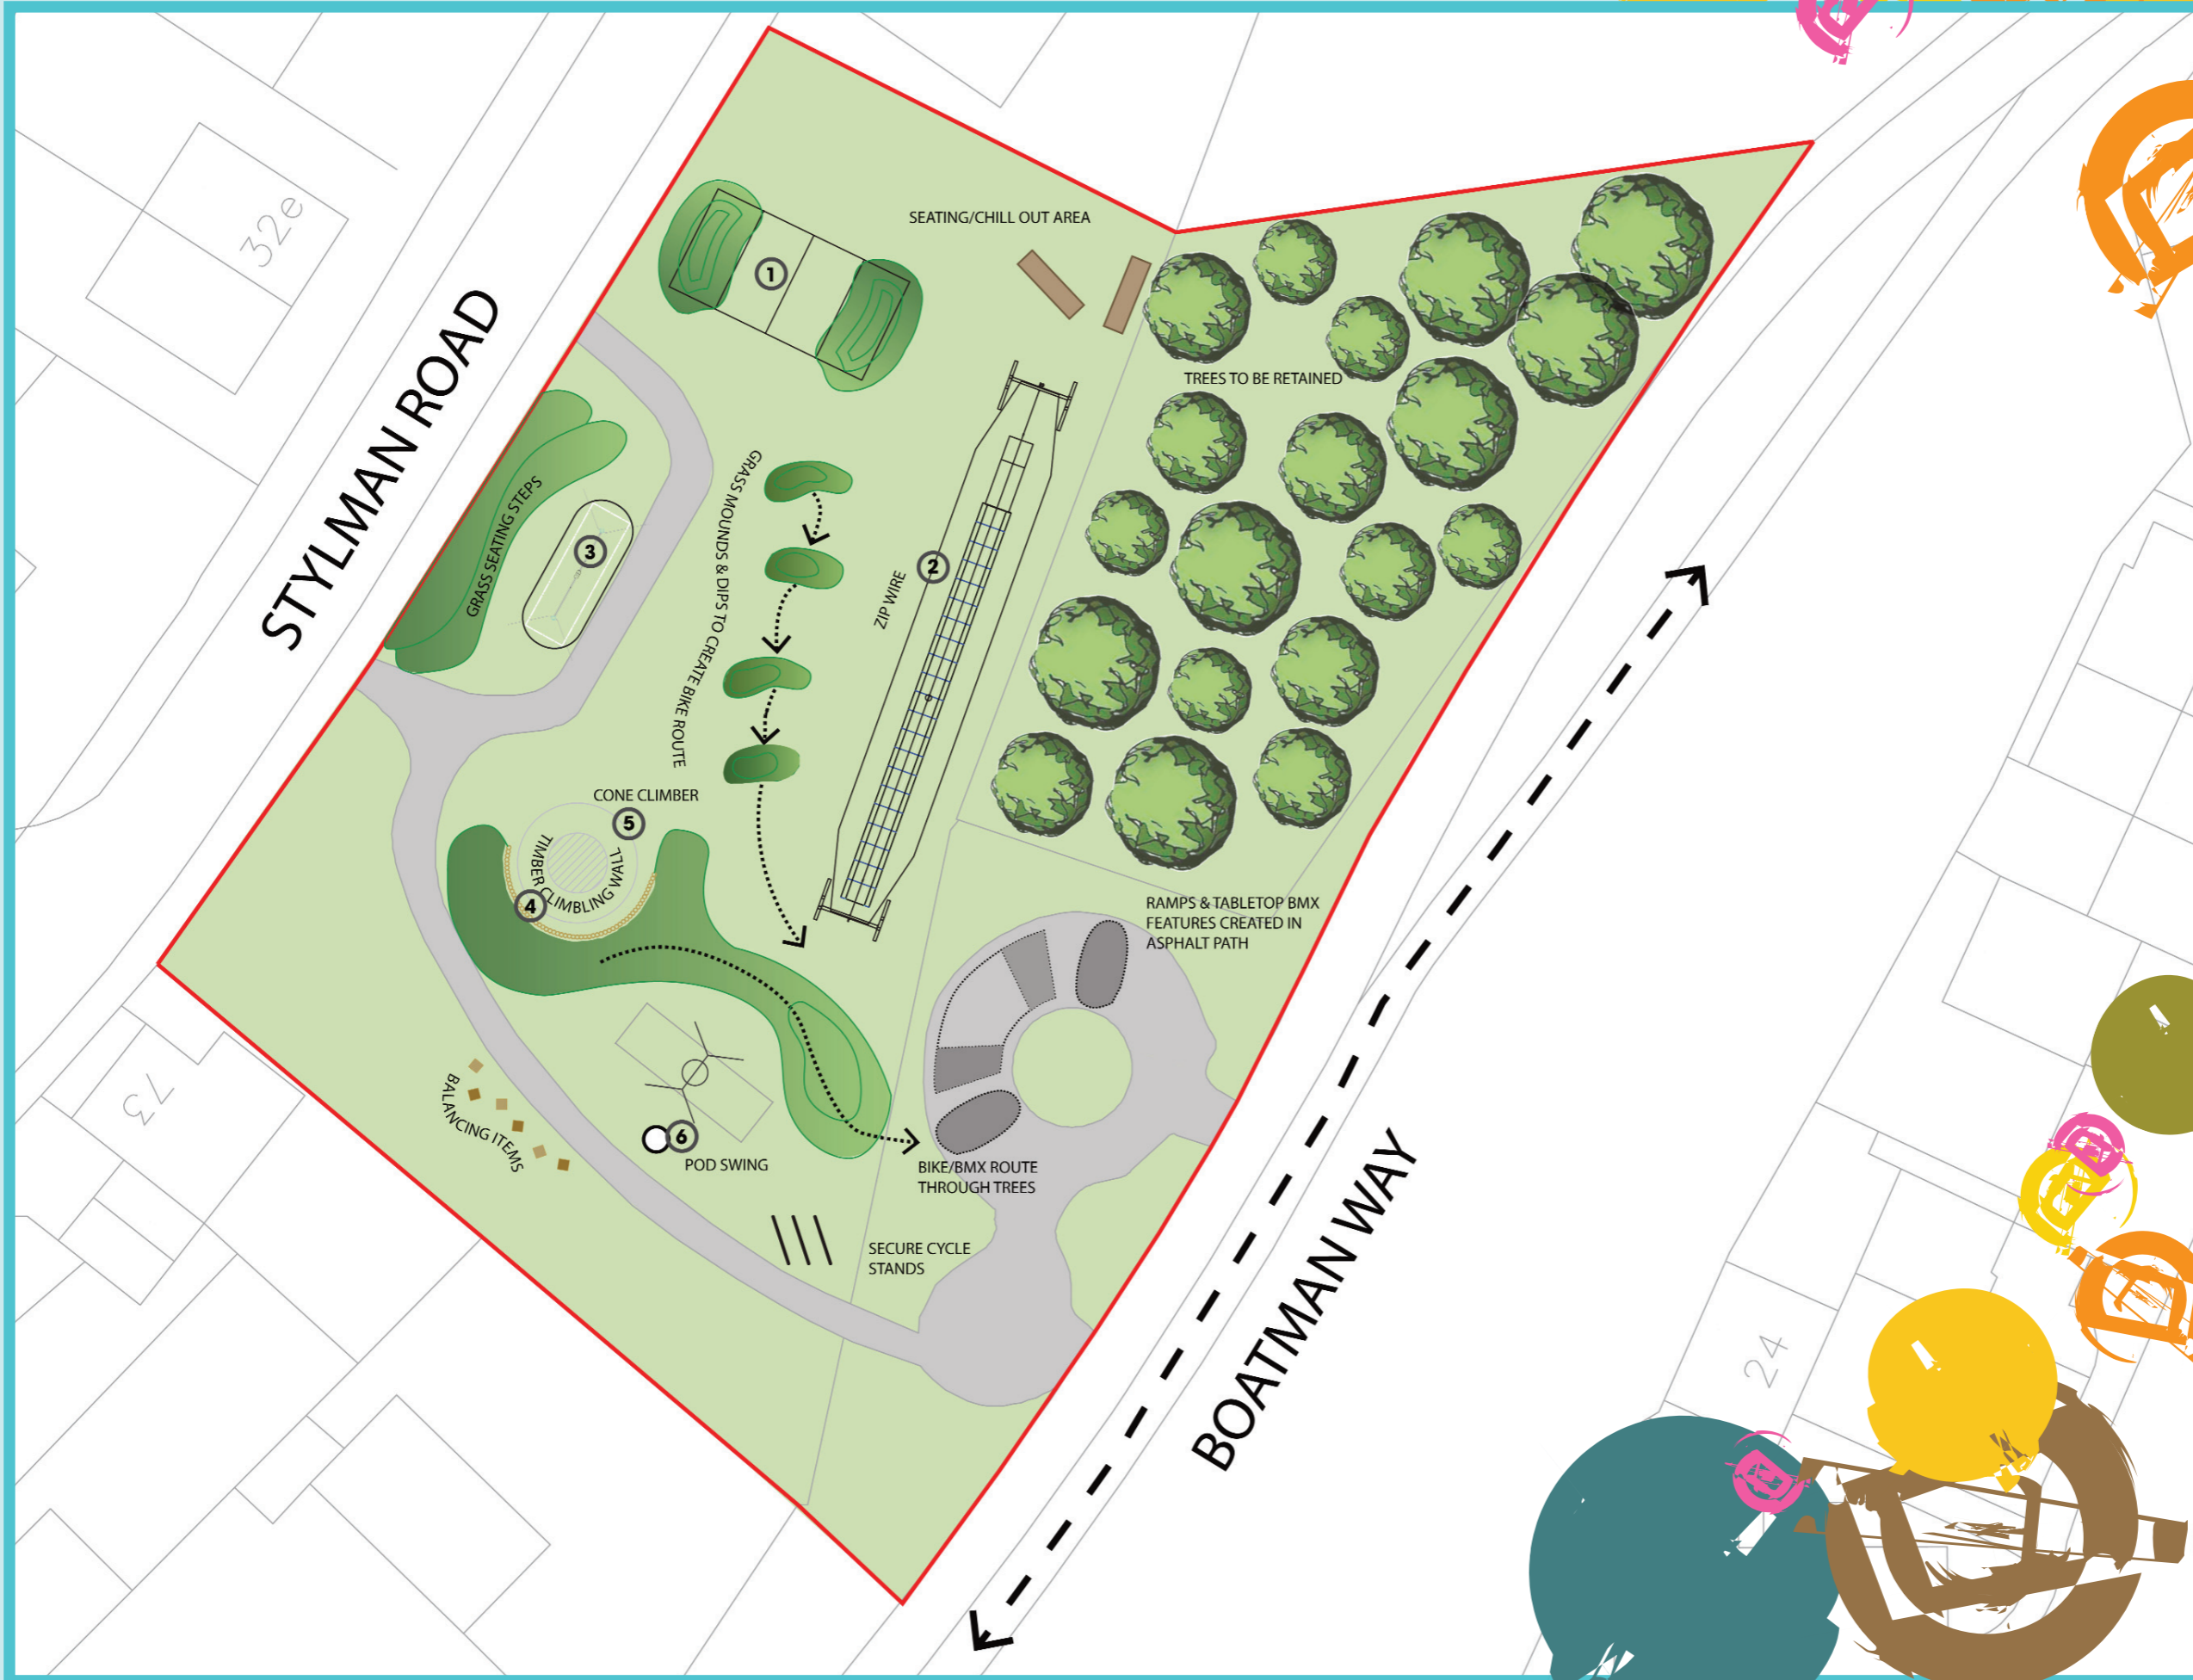 32e
SEATING/CHILL OUT AREA
1
STYLMAN ROAD
TREES TO BE RETAINED
GRASS SEATING STEPS
3
GRASS MOUNDS & DIPS TO CREATE BIKE ROUTE
ZIP WIRE
2
CONE CLIMBER
5
TIMBER CLIMBLING WALL
4
RAMPS & TABLETOP BMX
FEATURES CREATED IN
ASPHALT PATH
73
BALANCING ITEMS
6
POD SWING
BIKE/BMX ROUTE
THROUGH TREES
SECURE CYCLE
STANDS
BOATMAN WAY
24